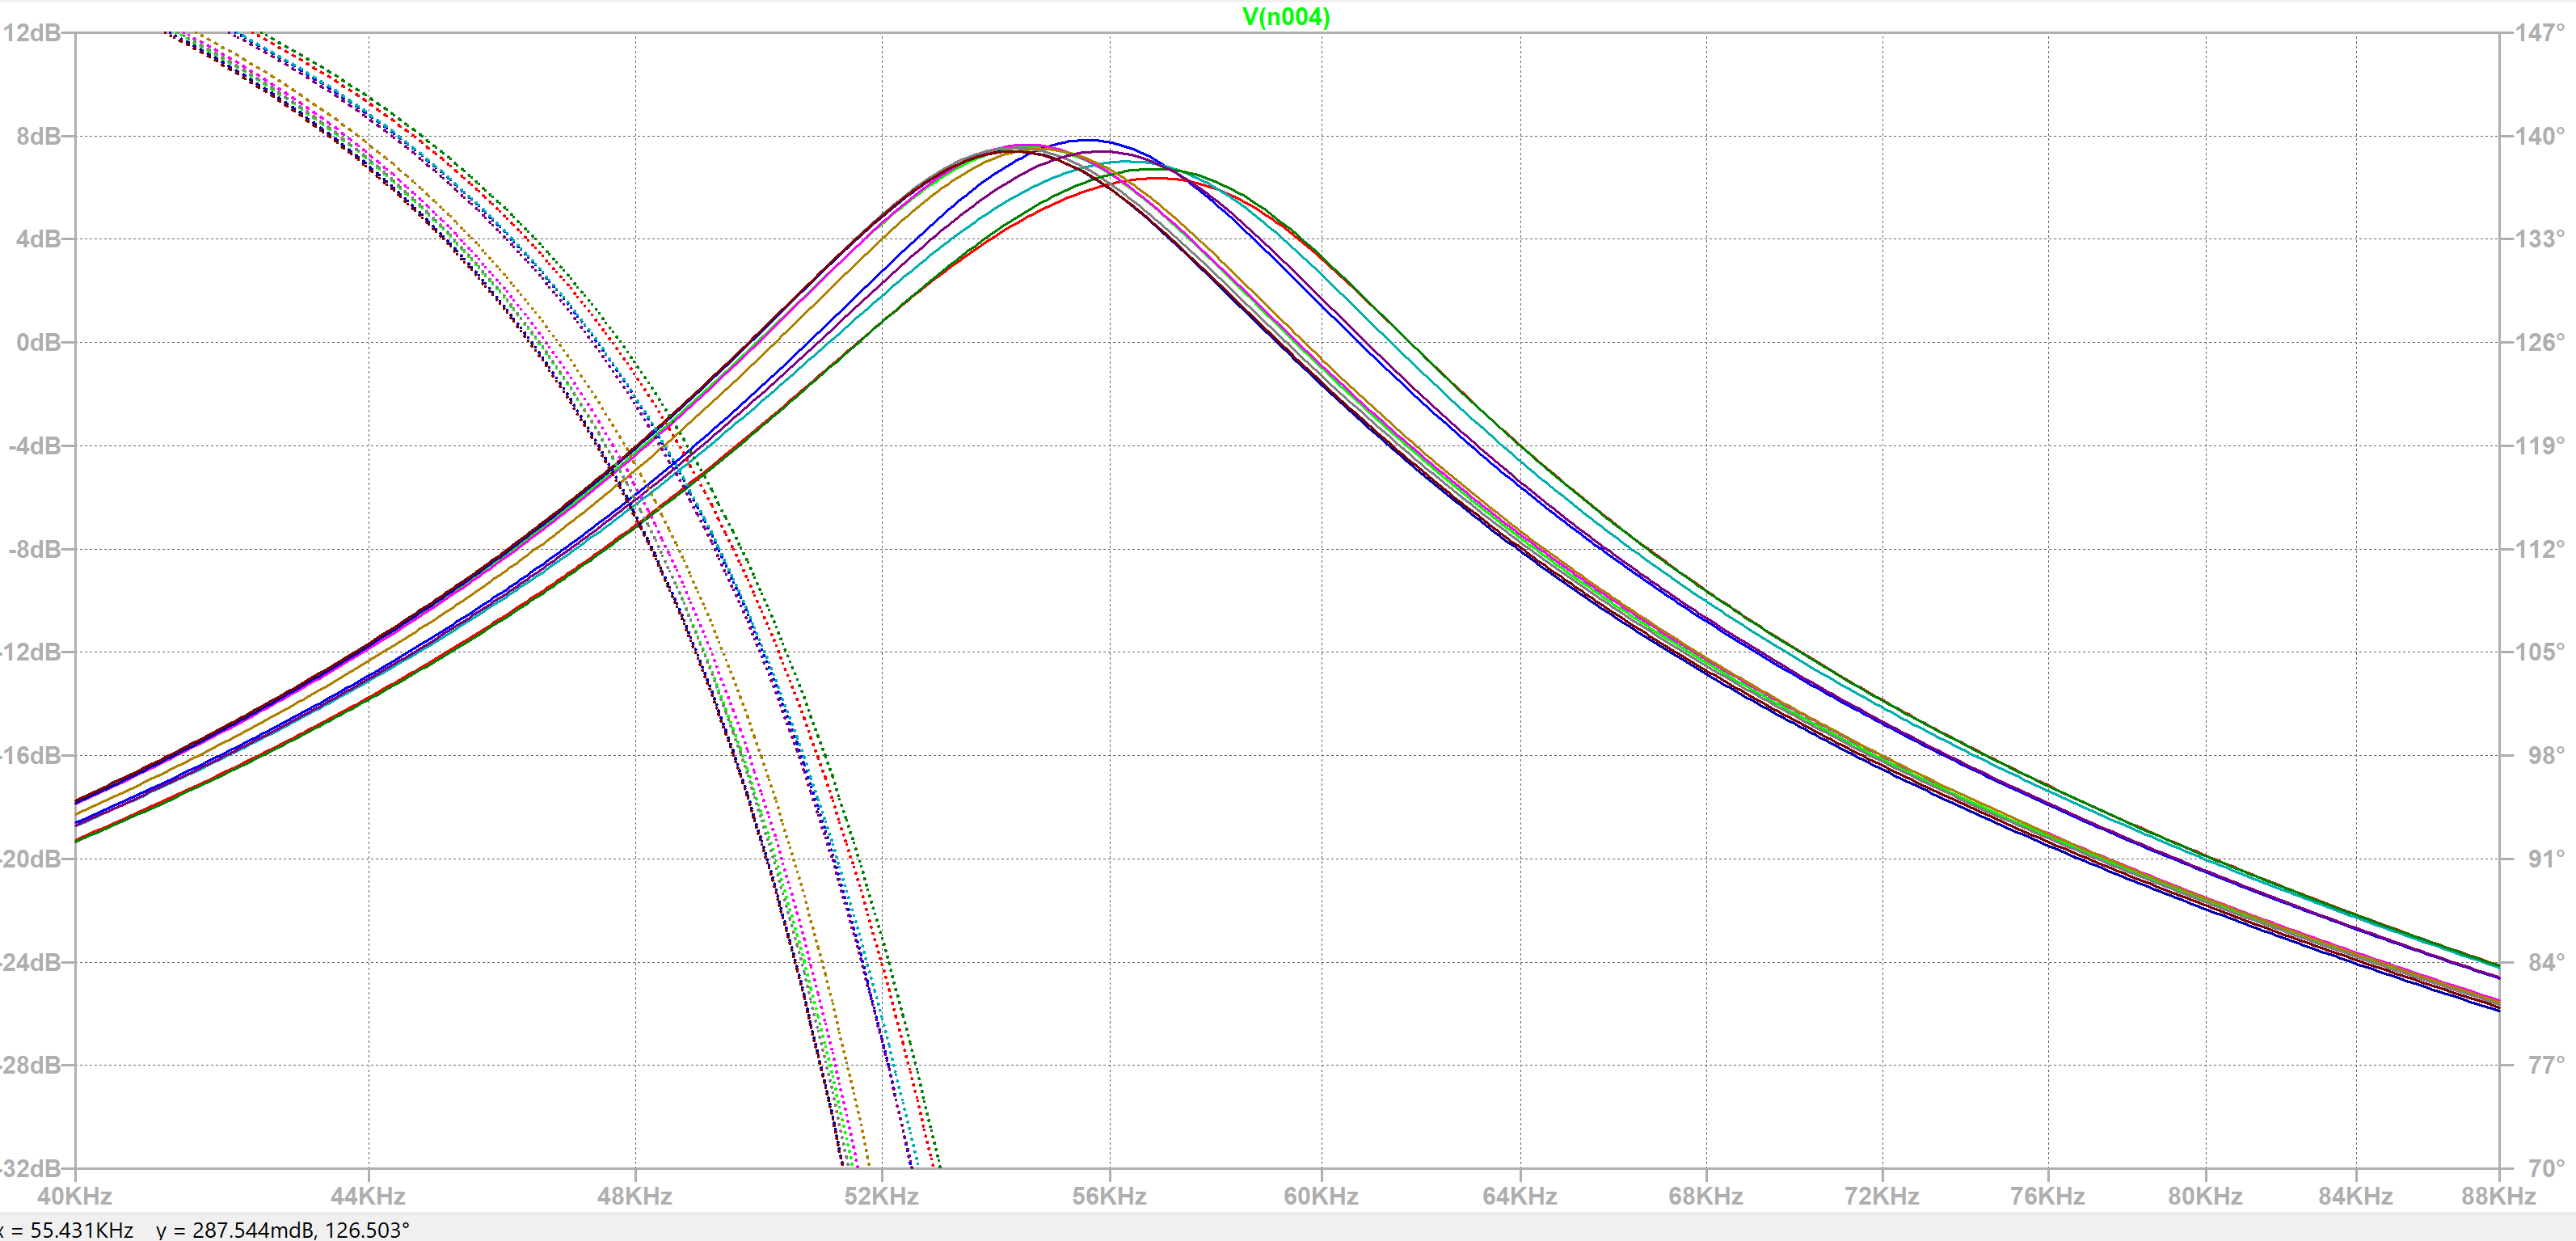 V(n004)
12dB 147°
8dB 140°
4dB 133°
0dB 126°
-4dB 119°
-8dB 112°
-12dB 105°
-16dB 98°
-20dB 91°
-24dB 84°
-28dB 77°
-32dB 70°
40KHz 44KHz 48KHz 52KHz 56KHz 60KHz 64KHz 68KHz 72KHz 76KHz 80KHz 84KHz 88KHz
x = 55.431KHz y = 287.544mdB, 126.503°